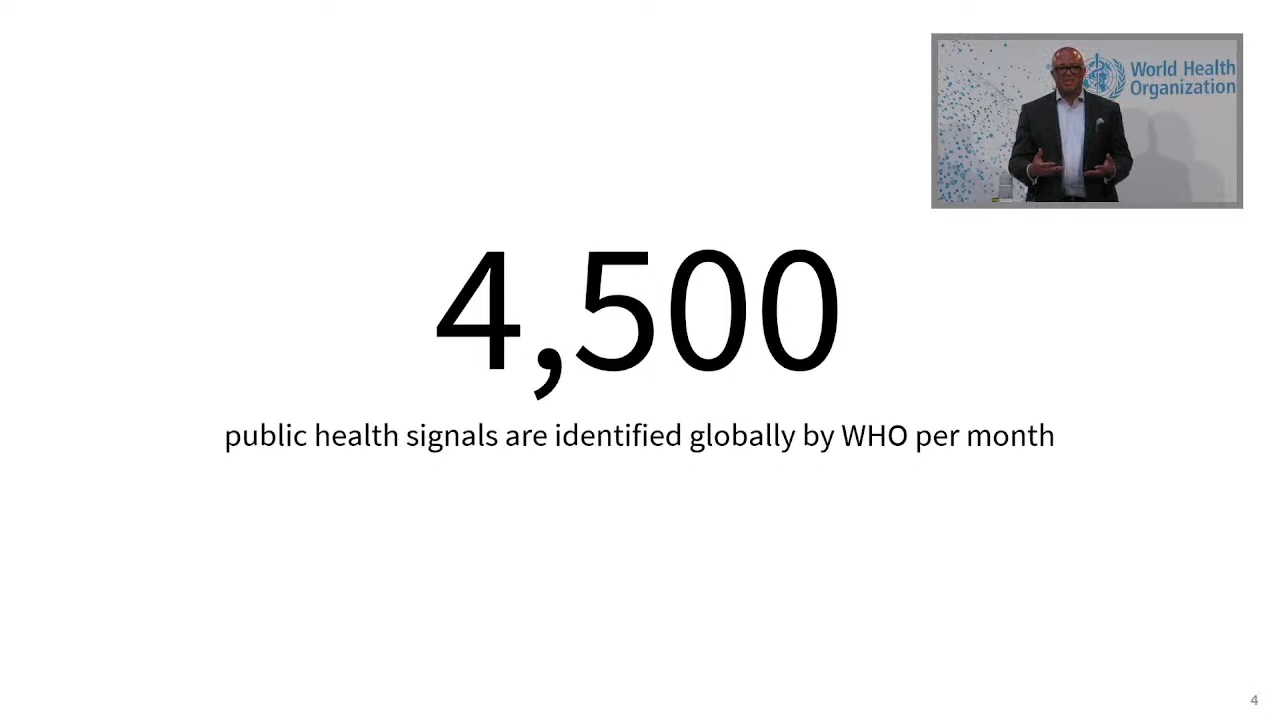 World Health
Organization
4,500
public health signals are identified globally by WHO per month
4